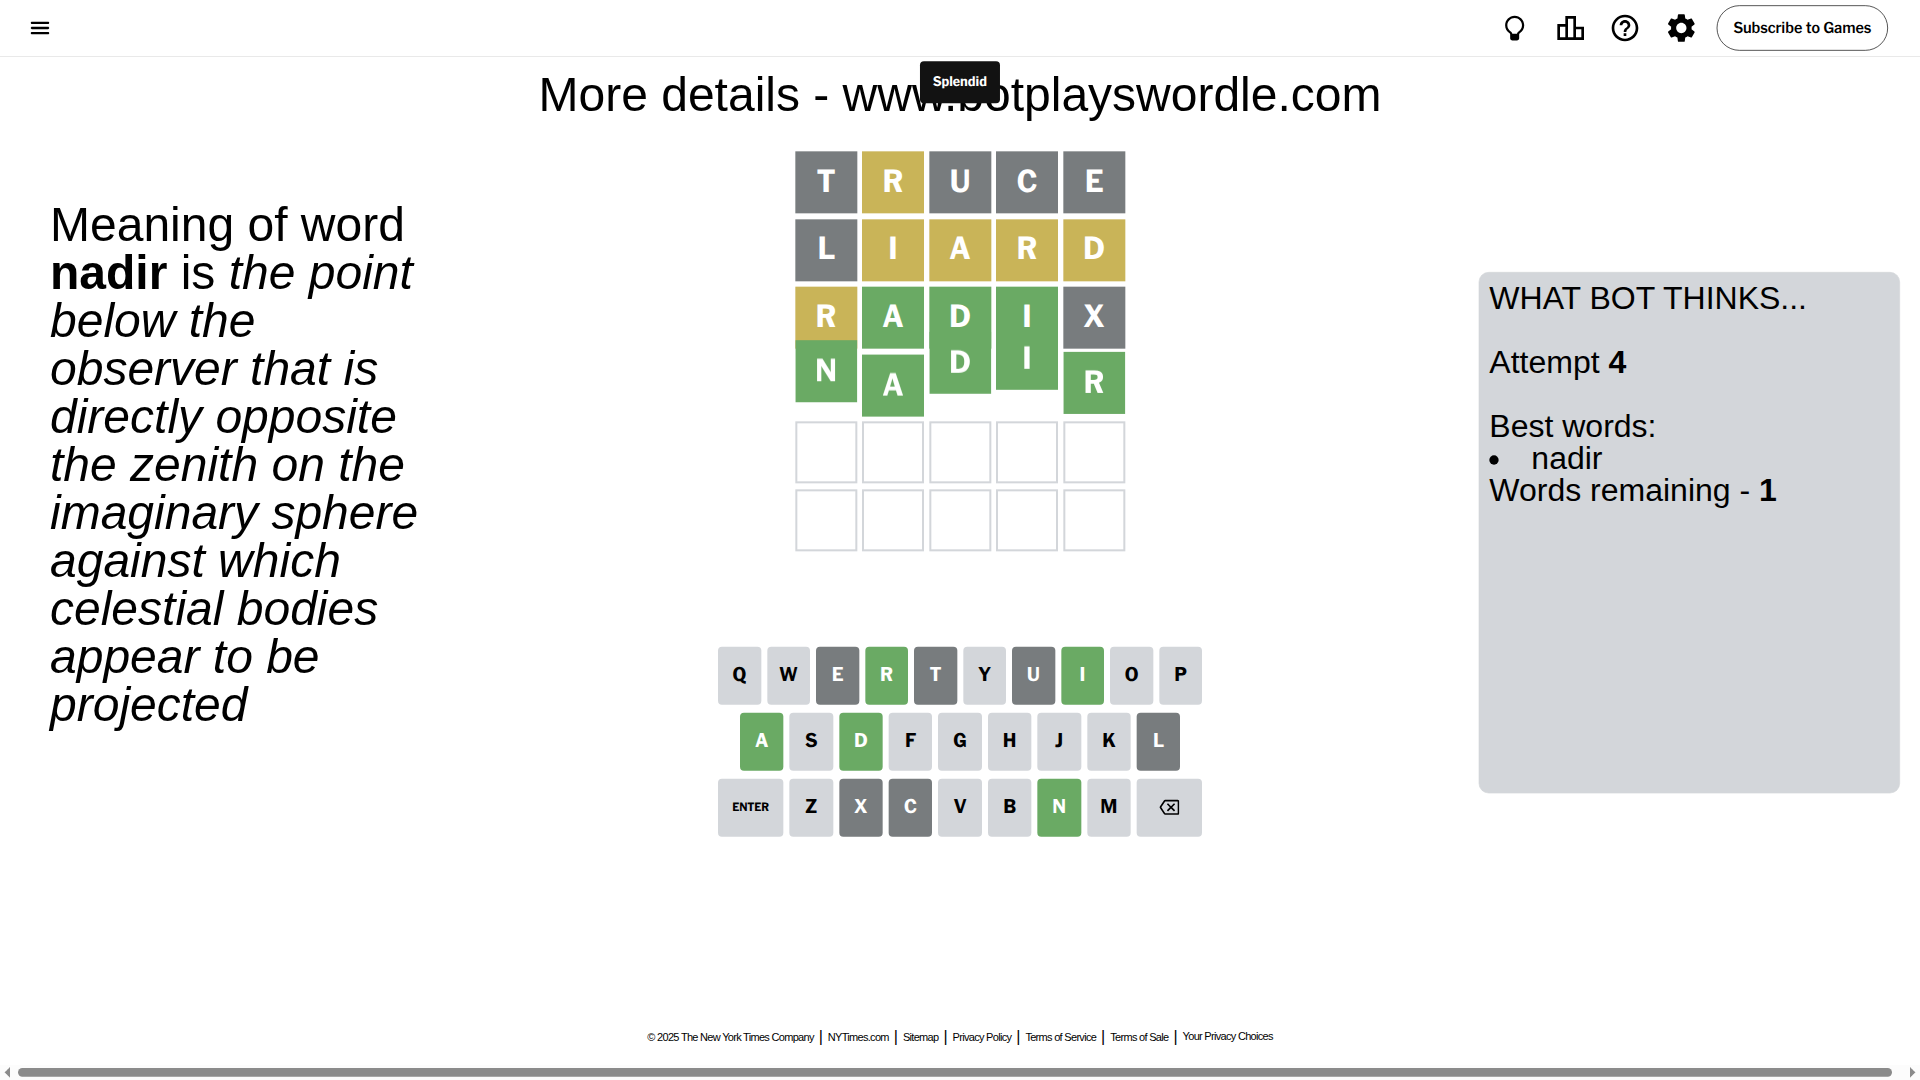 Subscribe to Games
Splendid
More details - www.botplayswordle.com
Meaning of word
nadir is the point
below the
observer that is
directly opposite
the zenith on the
imaginary sphere
against which
celestial bodies
appear to be
projected
T R U C E
L I A R D
R A D I X
N A D I R
WHAT BOT THINKS...
Attempt 4
Best words:
• nadir
Words remaining - 1
Q W E R T Y U I O P
A S D F G H J K L
ENTER Z X C V B N M
© 2025 The New York Times Company | NYTimes.com | Sitemap | Privacy Policy | Terms of Service | Terms of Sale | Your Privacy Choices